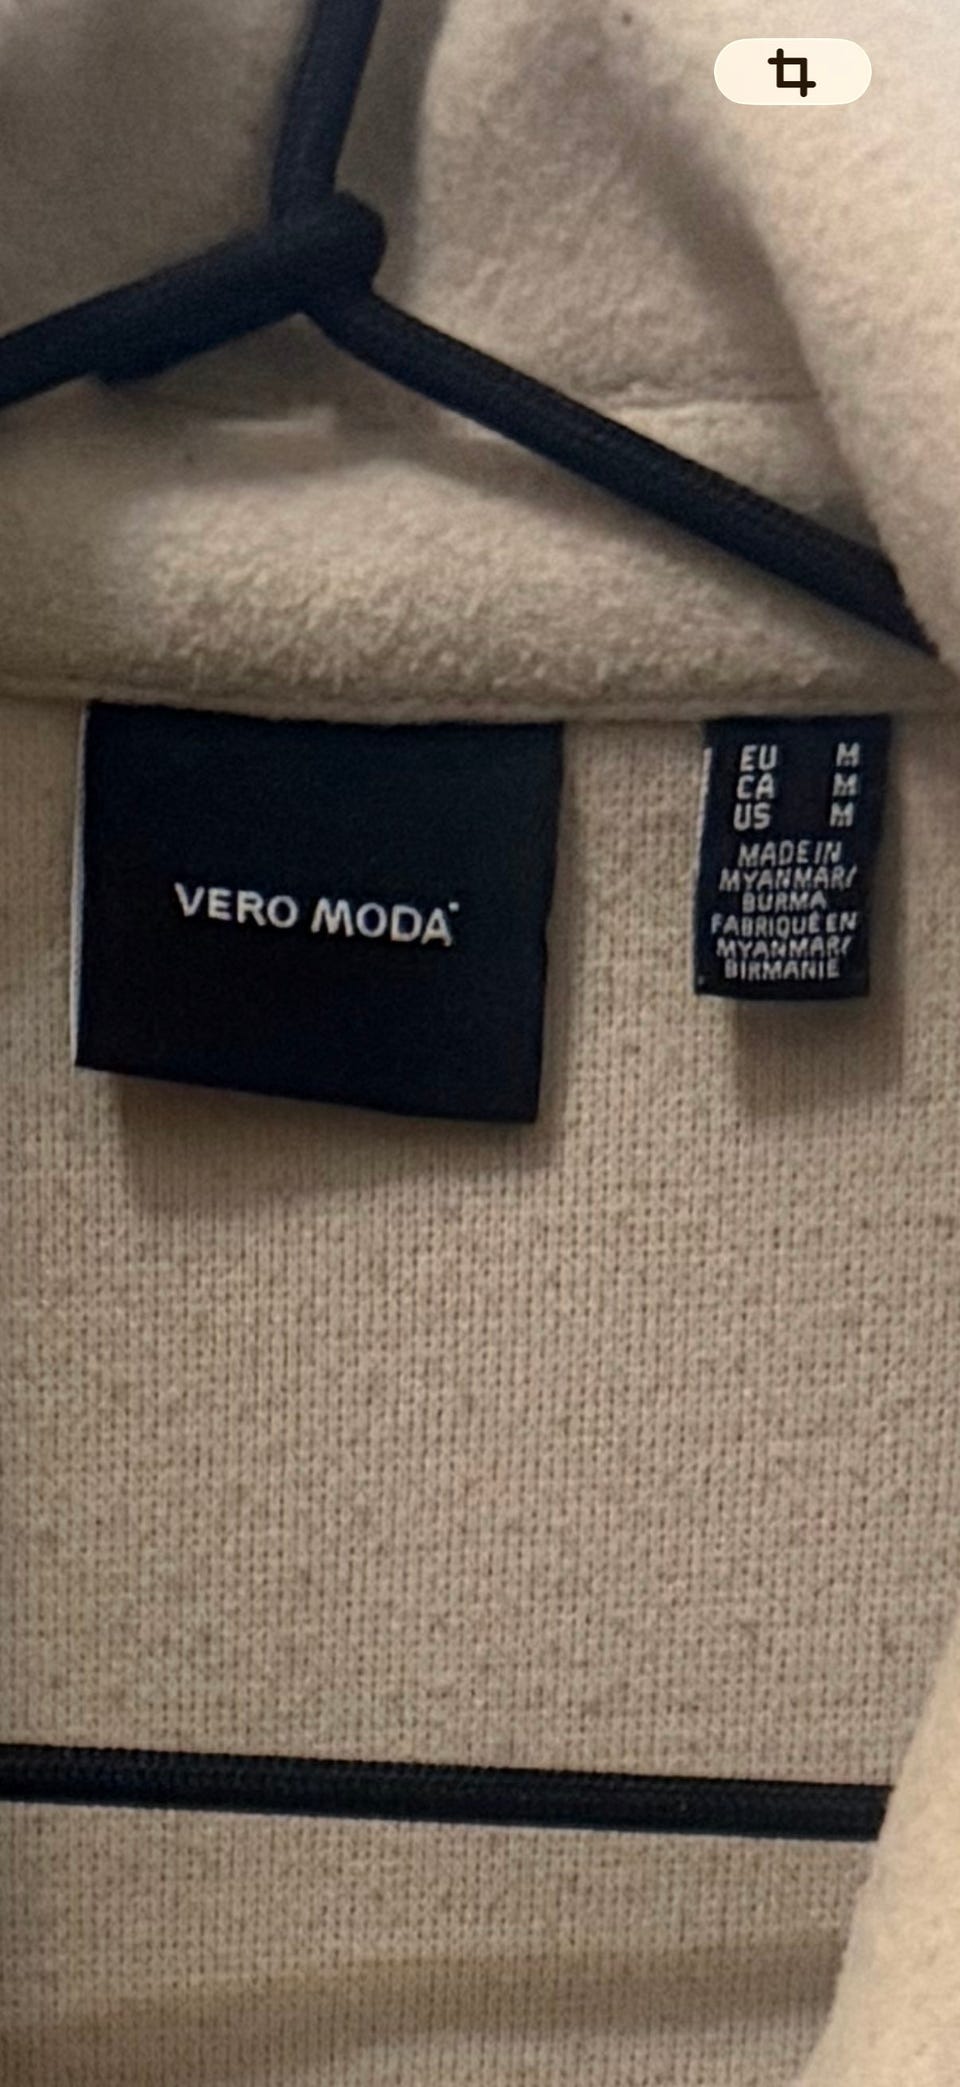 VERO MODA
EU M
CA M
US M
MADE IN
MYANMAR/
BURMA
FABRIQUÉ EN
MYANMAR/
BIRMANIE